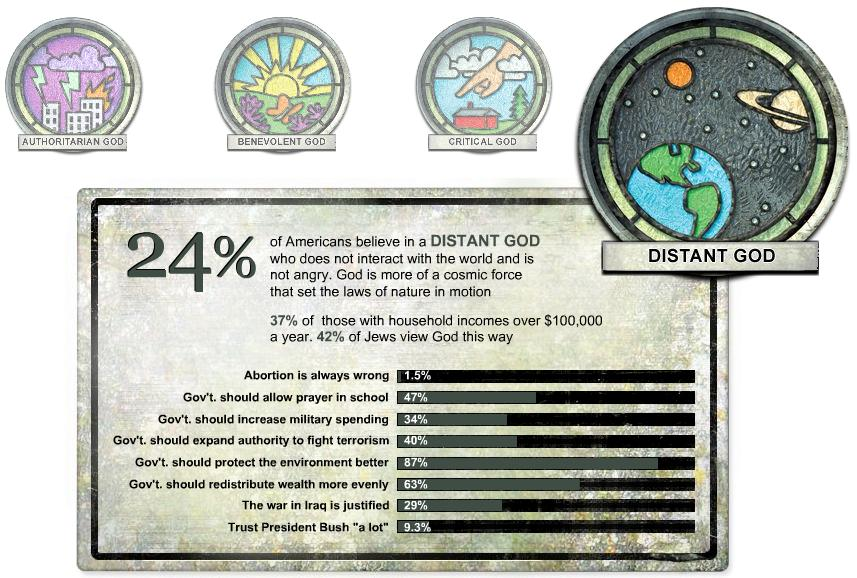 AUTHORITARIAN GOD
BENEVOLENT GOD
CRITICAL GOD
DISTANT GOD
24%
of Americans believe in a DISTANT GOD
who does not interact with the world and is
not angry. God is more of a cosmic force
that set the laws of nature in motion
37% of those with household incomes over $100,000
a year. 42% of Jews view God this way
Abortion is always wrong 1.5%
Gov't. should allow prayer in school 47%
Gov't. should increase military spending 34%
Gov't. should expand authority to fight terrorism 40%
Gov't. should protect the environment better 87%
Gov't. should redistribute wealth more evenly 63%
The war in Iraq is justified 29%
Trust President Bush "a lot" 9.3%